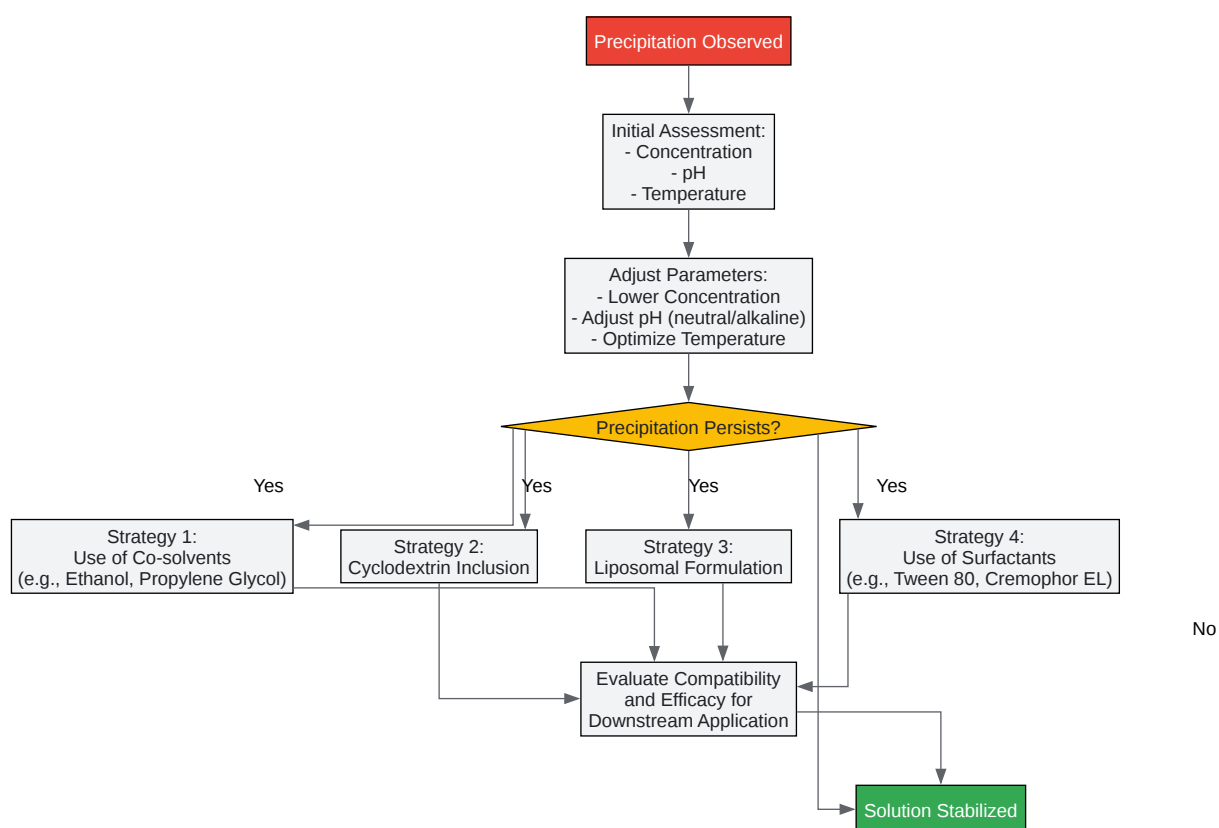 Precipitation Observed
Initial Assessment:
- Concentration
- pH
- Temperature
Adjust Parameters:
- Lower Concentration
- Adjust pH (neutral/alkaline)
- Optimize Temperature
Precipitation Persists?
Yes
Yes
Yes
Yes
Strategy 1:
Use of Co-solvents
(e.g., Ethanol, Propylene Glycol)
Strategy 2:
Cyclodextrin Inclusion
Strategy 3:
Liposomal Formulation
Strategy 4:
Use of Surfactants
(e.g., Tween 80, Cremophor EL)
No
Evaluate Compatibility
and Efficacy for
Downstream Application
Solution Stabilized